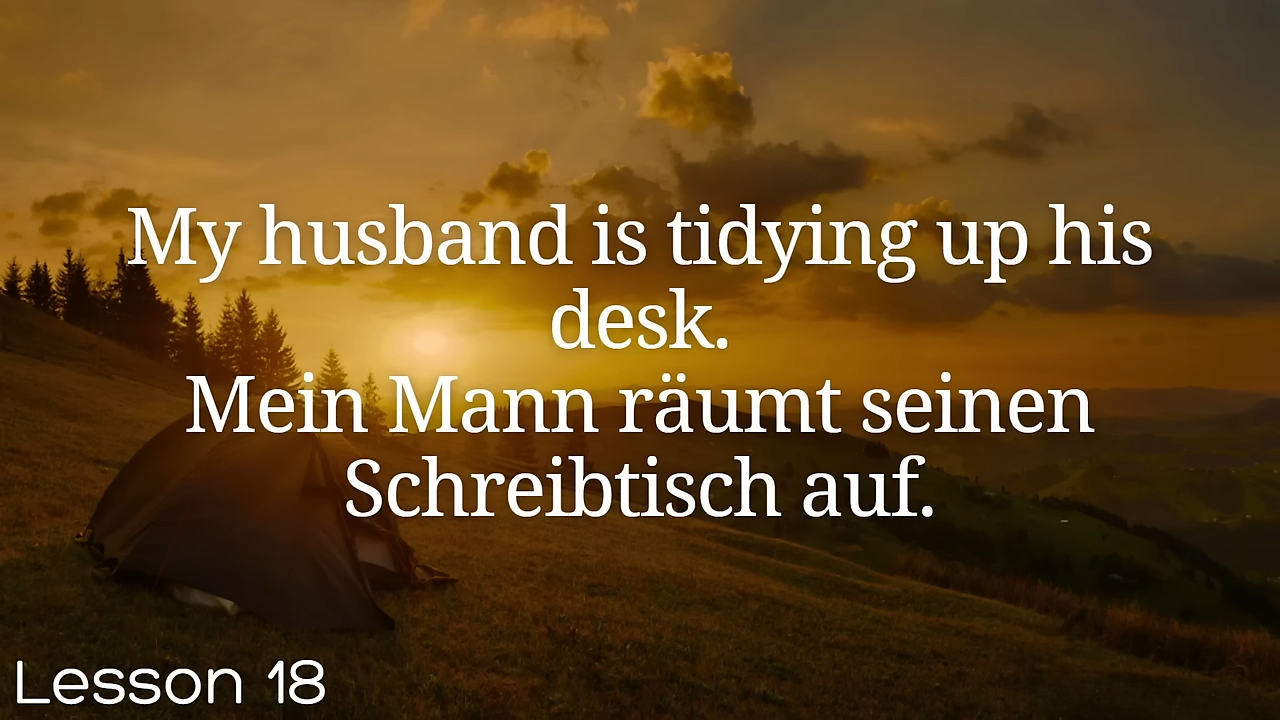 My husband is tidying up his
desk.
Mein Mann räumt seinen
Schreibtisch auf.
Lesson 18